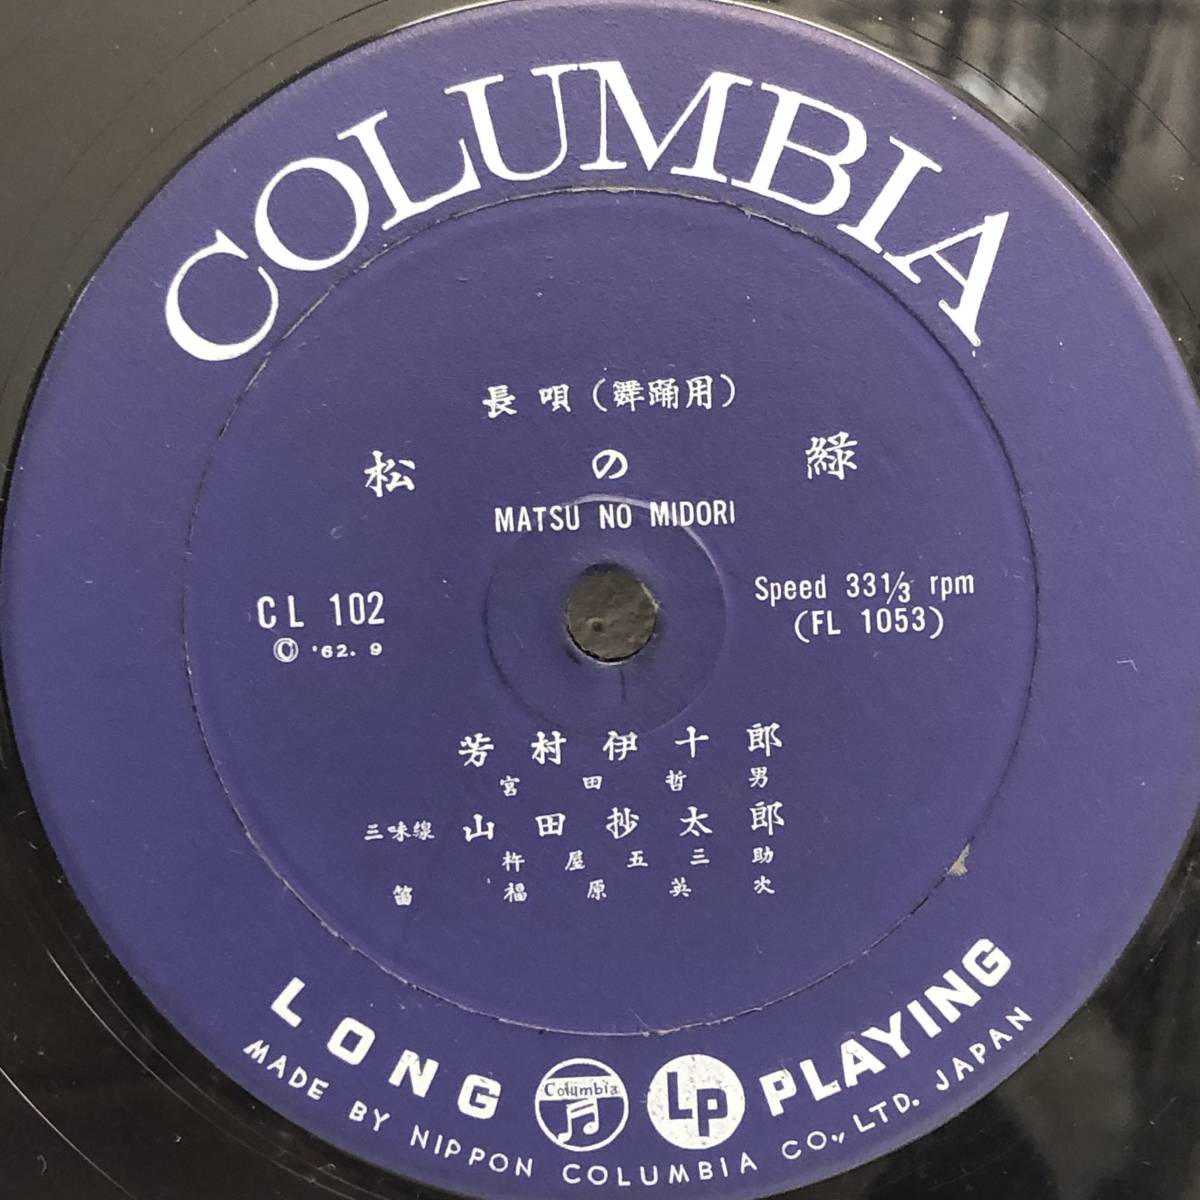 COLUMBIA
長唄(舞踊用)
松の緑
MATSU NO MIDORI
CL 102
Ⓒ '62. 9
Speed 33 1/3 rpm
(FL 1053)
芳村伊十郎
宮田哲男
三味線 山田抄太郎
杵屋五三助
笛 福原英次
LONG PLAYING
Columbia
LP
MADE BY NIPPON COLUMBIA CO., LTD. JAPAN